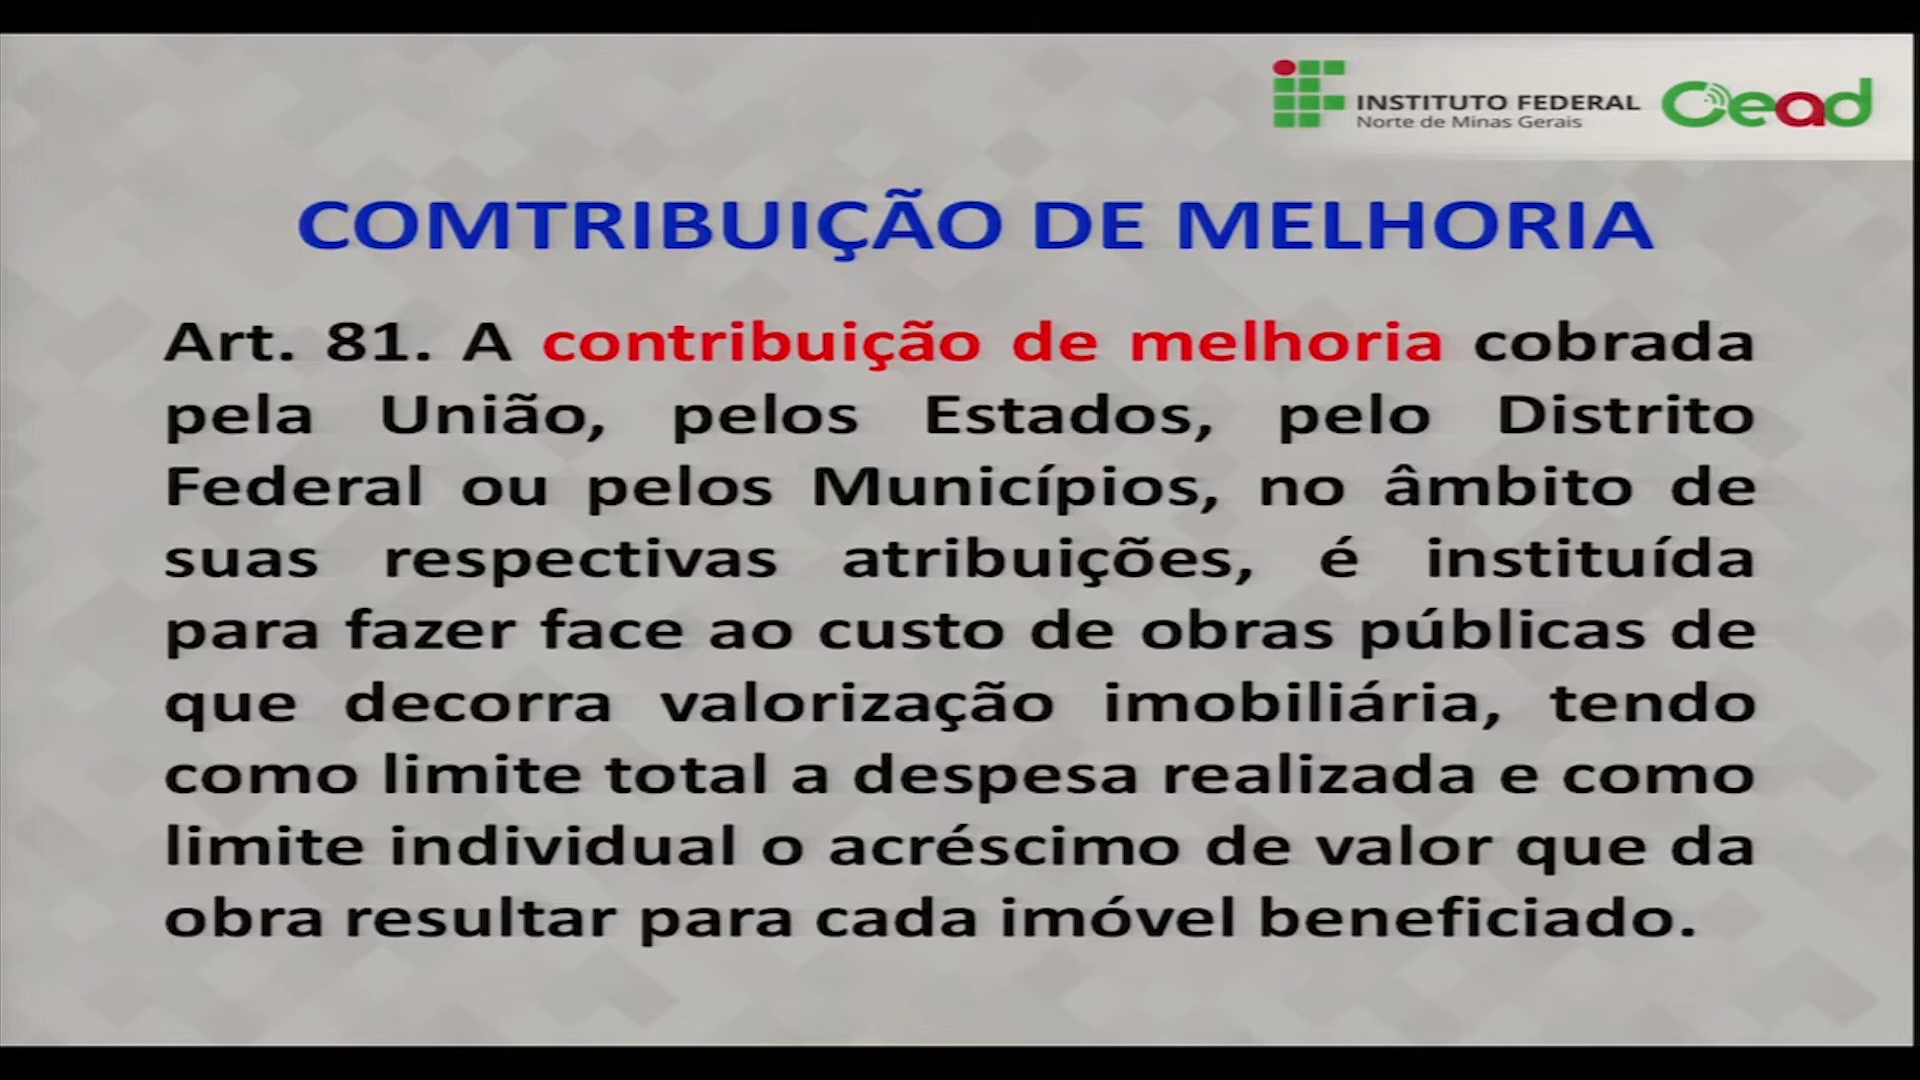 INSTITUTO FEDERAL
Norte de Minas Gerais
Cead
COMTRIBUIÇÃO DE MELHORIA
Art. 81. A contribuição de melhoria cobrada
pela União, pelos Estados, pelo Distrito
Federal ou pelos Municípios, no âmbito de
suas respectivas atribuições, é instituída
para fazer face ao custo de obras públicas de
que decorra valorização imobiliária, tendo
como limite total a despesa realizada e como
limite individual o acréscimo de valor que da
obra resultar para cada imóvel beneficiado.